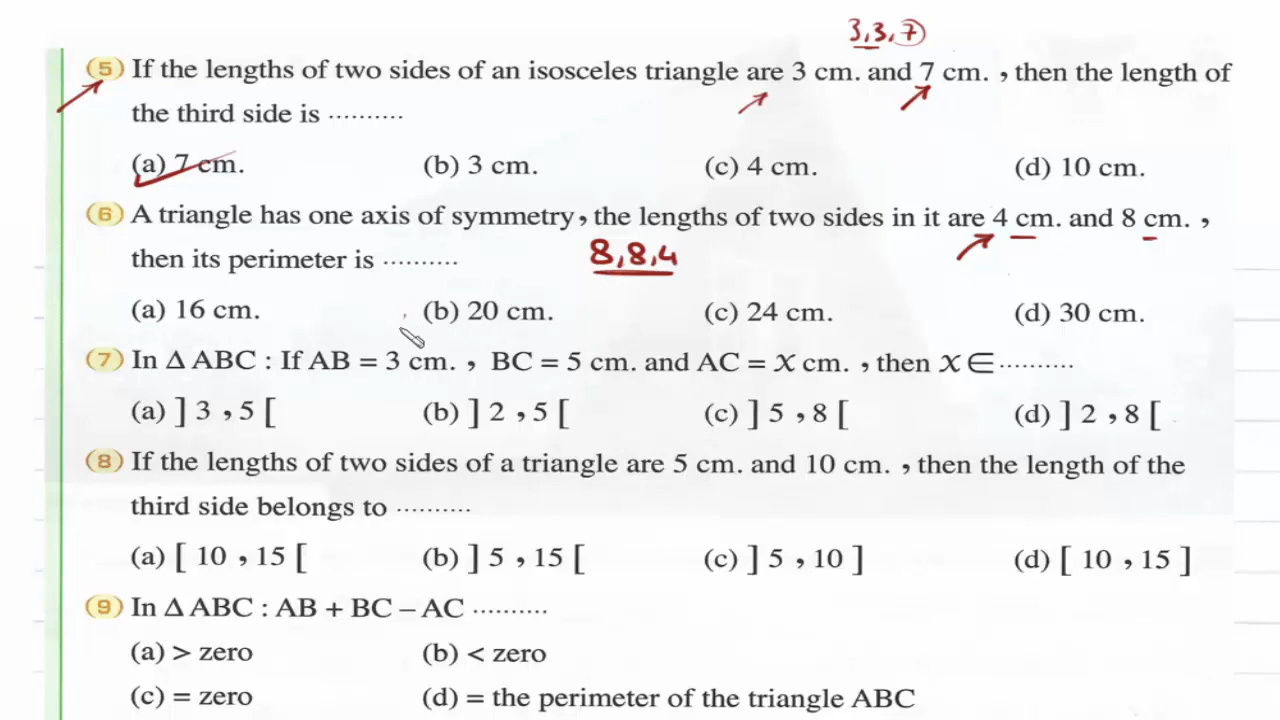 3,3,7
(5) If the lengths of two sides of an isosceles triangle are 3 cm. and 7 cm. , then the length of
the third side is ··········
(a) 7 cm. (b) 3 cm. (c) 4 cm. (d) 10 cm.
(6) A triangle has one axis of symmetry, the lengths of two sides in it are 4 cm. and 8 cm. ,
8,8,4
then its perimeter is ··········
(a) 16 cm. (b) 20 cm. (c) 24 cm. (d) 30 cm.
(7) In Δ ABC : If AB = 3 cm. , BC = 5 cm. and AC = X cm. , then X ∈ ··········
(a) ] 3 , 5 [ (b) ] 2 , 5 [ (c) ] 5 , 8 [ (d) ] 2 , 8 [
(8) If the lengths of two sides of a triangle are 5 cm. and 10 cm. , then the length of the
third side belongs to ··········
(a) [ 10 , 15 [ (b) ] 5 , 15 [ (c) ] 5 , 10 ] (d) [ 10 , 15 ]
(9) In Δ ABC : AB + BC – AC ··········
(a) > zero (b) < zero
(c) = zero (d) = the perimeter of the triangle ABC